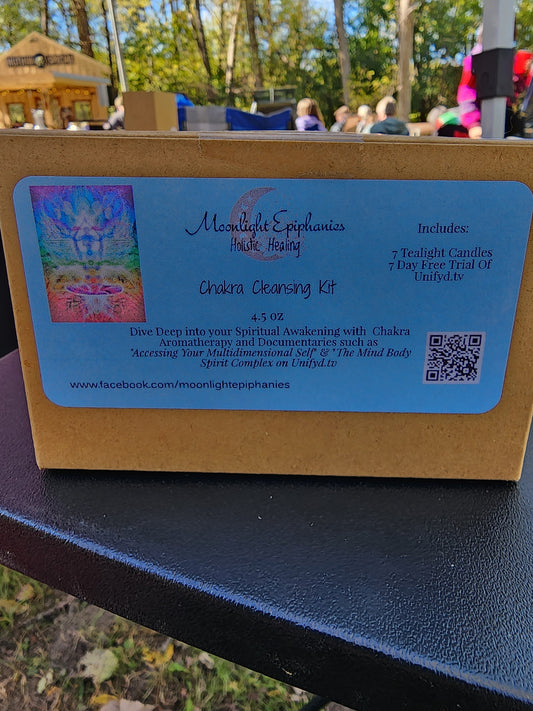 Moonlight Epiphanies
Holistic Healing
Chakra Cleansing Kit
4.5 oz
Dive Deep into your Spiritual Awakening with Chakra
Aromatherapy and Documentaries such as
"Accessing Your Multidimensional Self" & "The Mind Body
Spirit Complex on Unifyd.tv
www.facebook.com/moonlightepiphanies
Includes:
7 Tealight Candles
7 Day Free Trial Of
Unifyd.tv